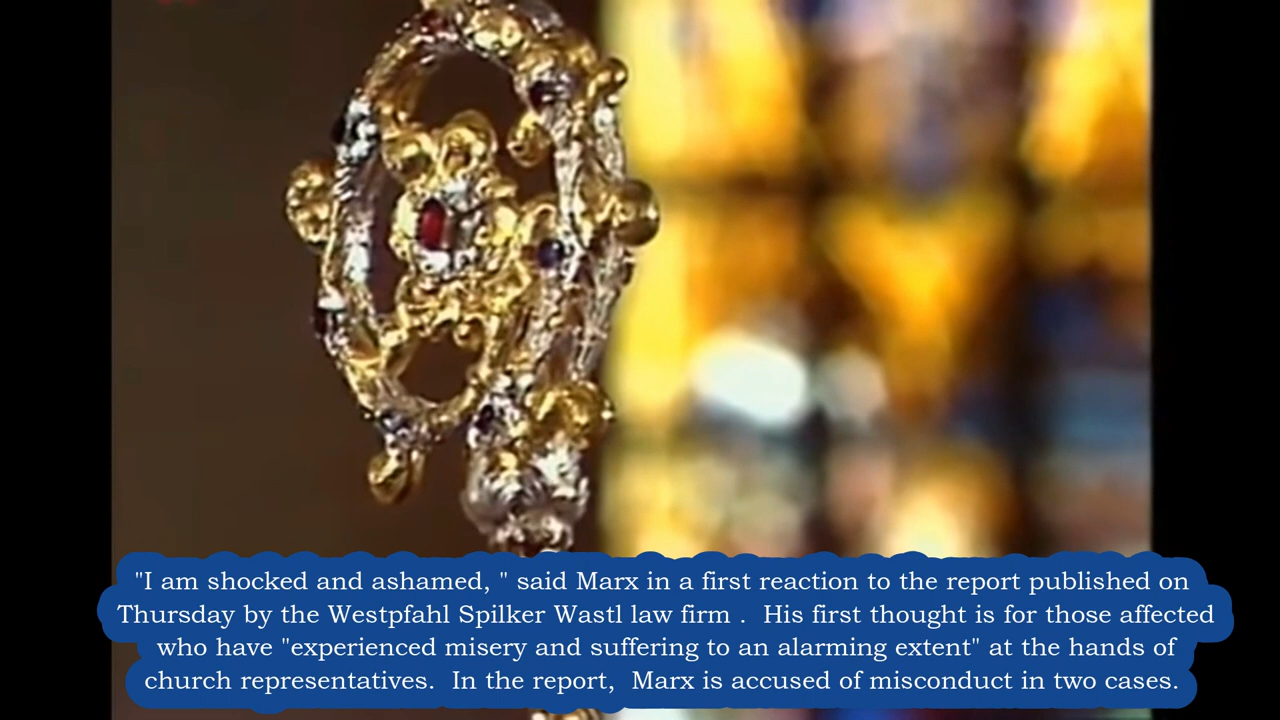 "I am shocked and ashamed, " said Marx in a first reaction to the report published on
Thursday by the Westpfahl Spilker Wastl law firm .  His first thought is for those affected
who have "experienced misery and suffering to an alarming extent" at the hands of
church representatives.  In the report,  Marx is accused of misconduct in two cases.